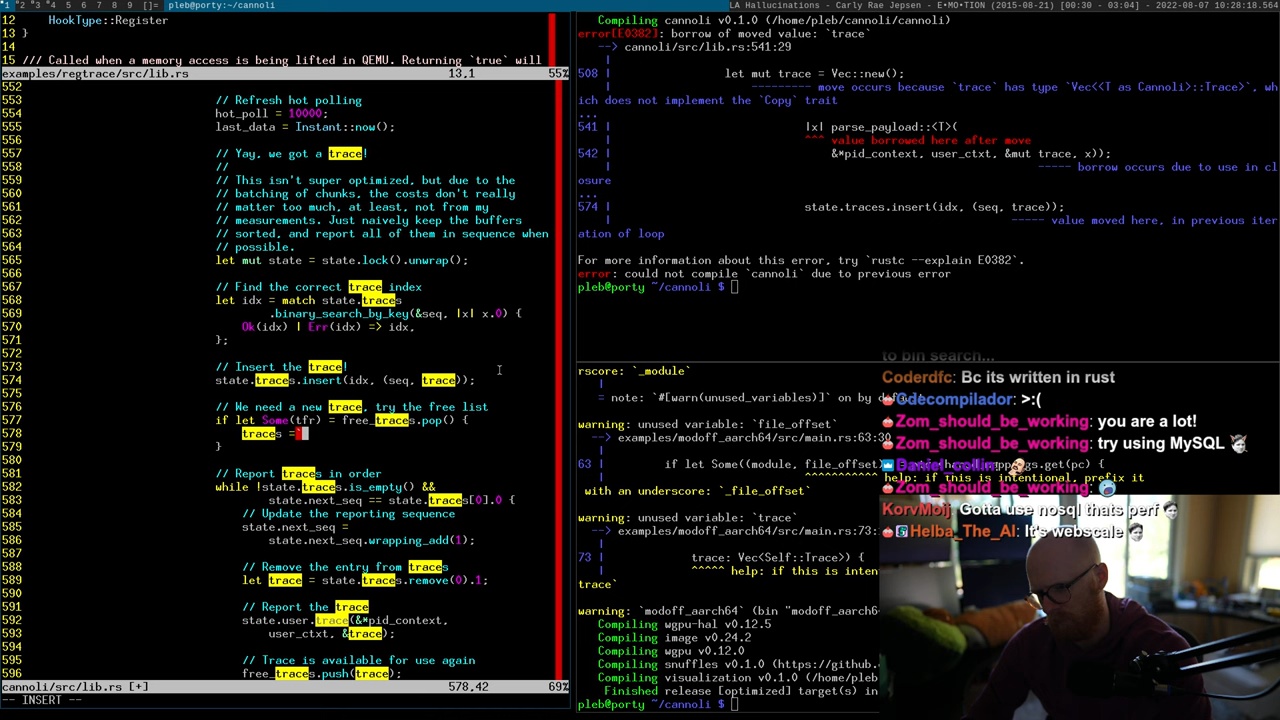 1 2 3 4 5 6 7 8 9 []= pleb@porty:~/cannoli
LA Hallucinations - Carly Rae Jepsen - E•MO•TION (2015-08-21) [00:30 - 03:04] - 2022-08-07 10:28:18.564
12 HookType::Register
13 }
14
15 /// Called when a memory access is being lifted in QEMU. Returning `true` will
examples/regtrace/src/lib.rs 13,1 55%
552
553 // Refresh hot polling
554 hot_poll = 10000;
555 last_data = Instant::now();
556
557 // Yay, we got a trace!
558 //
559 // This isn't super optimized, but due to the
560 // batching of chunks, the costs don't really
561 // matter too much, at least, not from my
562 // measurements. Just naively keep the buffers
563 // sorted, and report all of them in sequence when
564 // possible.
565 let mut state = state.lock().unwrap();
566
567 // Find the correct trace index
568 let idx = match state.traces
569 .binary_search_by_key(&seq, |x| x.0) {
570 Ok(idx) | Err(idx) => idx,
571 };
572
573 // Insert the trace!
574 state.traces.insert(idx, (seq, trace));
575
576 // We need a new trace, try the free list
577 if let Some(tfr) = free_traces.pop() {
578 traces =`
579 }
580
581 // Report traces in order
582 while !state.traces.is_empty() &&
583 state.next_seq == state.traces[0].0 {
584 // Update the reporting sequence
585 state.next_seq =
586 state.next_seq.wrapping_add(1);
587
588 // Remove the entry from traces
589 let trace = state.traces.remove(0).1;
590
591 // Report the trace
592 state.user.trace(&*pid_context,
593 user_ctxt, &trace);
594
595 // Trace is available for use again
596 free_traces.push(trace);
cannoli/src/lib.rs [+] 578,42 69%
-- INSERT --
Compiling cannoli v0.1.0 (/home/pleb/cannoli)
error[E0382]: borrow of moved value: `trace`
--> cannoli/src/lib.rs:541:29
|
508 | let mut trace = Vec::new();
| --------- move occurs because `trace` has type `Vec<<T as Cannoli>::Trace>`, wh
ich does not implement the `Copy` trait
...
541 | |x| parse_payload::<T>(
| ^^^ value borrowed here after move
542 | &*pid_context, user_ctxt, &mut trace, x));
| ----- borrow occurs due to use in cl
osure
...
574 | state.traces.insert(idx, (seq, trace));
| ----- value moved here, in previous iter
ation of loop

For more information about this error, try `rustc --explain E0382`.
error: could not compile `cannoli` due to previous error
pleb@porty ~/cannoli $
rscore: `_module`
|
= note: `#[warn(unused_variables)]` on by def
warning: unused variable: `file_offset`
--> examples/modoff_aarch64/src/main.rs:63:30
|
63 | if let Some((module, file_offset)
| ^^^^^^^^^^^ help: if this is intentional, prefix it
with an underscore: `_file_offset`

warning: unused variable: `trace`
--> examples/modoff_aarch64/src/main.rs:73:
|
73 | trace: Vec<Self::Trace>) {
| ^^^^^ help: if this is inten
trace`

warning: `modoff_aarch64` (bin "modoff_aarch6
Compiling wgpu-hal v0.12.5
Compiling image v0.24.2
Compiling wgpu v0.12.0
Compiling snuffles v0.1.0 (https://github.
Compiling visualization v0.1.0 (/home/pleb/
Finished release [optimized] target(s) in
pleb@porty ~/cannoli $
to bin search...
Coderdfc: Bc its written in rust
Gdecompilador: >:(
Zom_should_be_working: you are a lot!
Zom_should_be_working: try using MySQL
Daniel_collin:
Zom_should_be_working:
KorvMoij: Gotta use nosql thats perf
Helba_The_AI: It's webscale